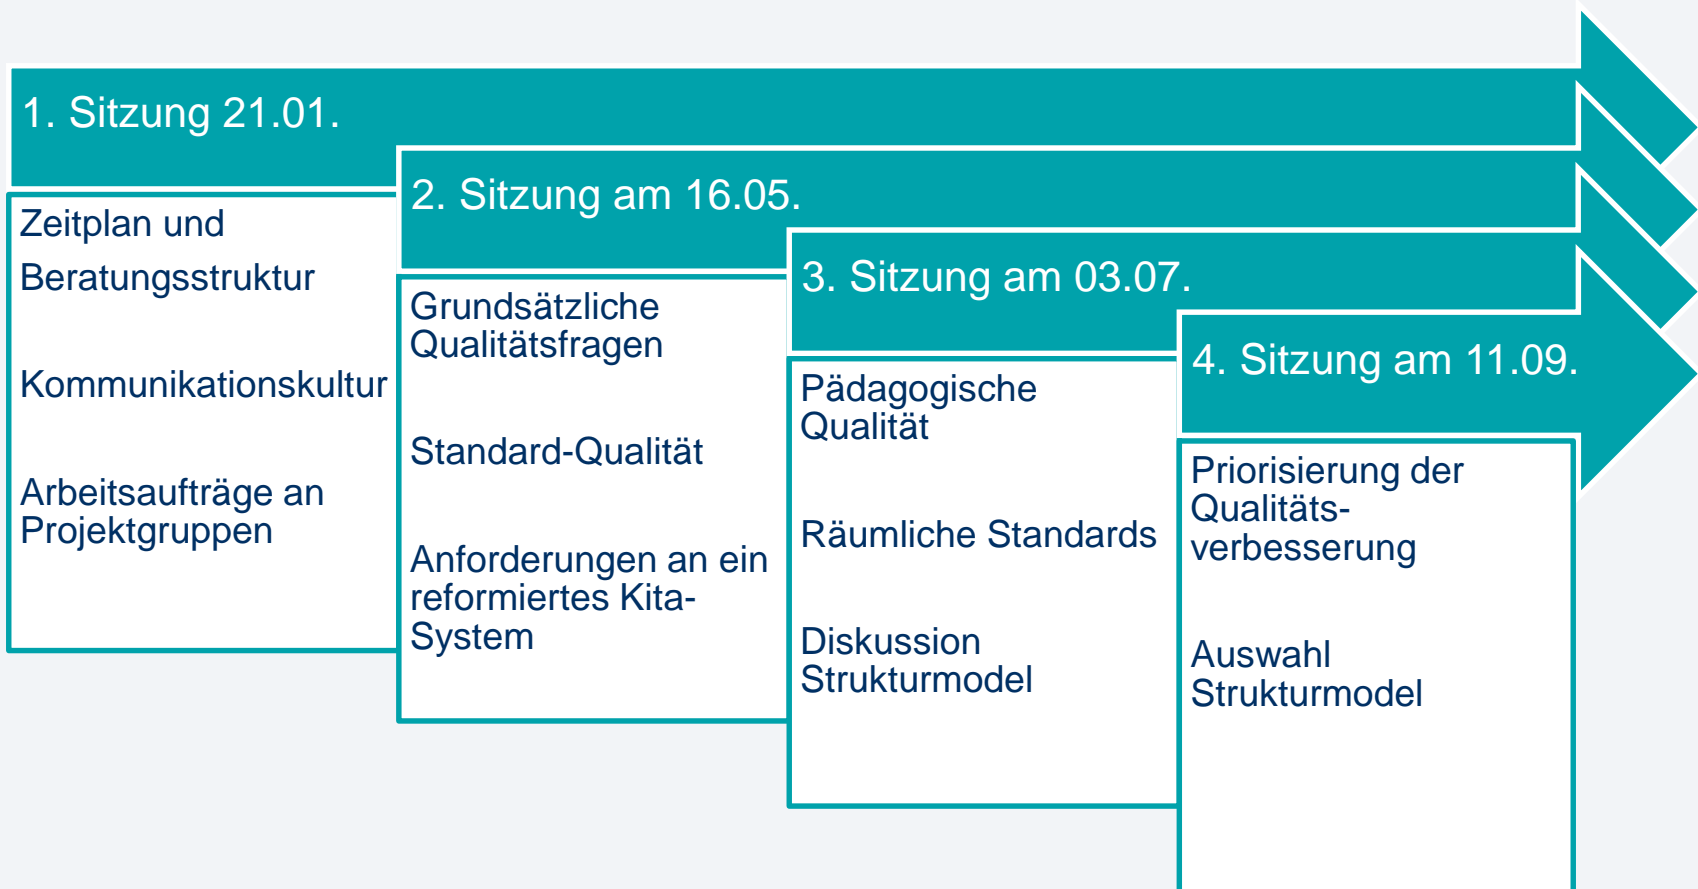 1. Sitzung 21.01.
Zeitplan und
Beratungsstruktur
Kommunikationskultur
Arbeitsaufträge an
Projektgruppen
2. Sitzung am 16.05.
Grundsätzliche
Qualitätsfragen
Standard-Qualität
Anforderungen an ein
reformiertes Kita-
System
3. Sitzung am 03.07.
Pädagogische
Qualität
Räumliche Standards
Diskussion
Strukturmodel
4. Sitzung am 11.09.
Priorisierung der
Qualitäts-
verbesserung
Auswahl
Strukturmodel